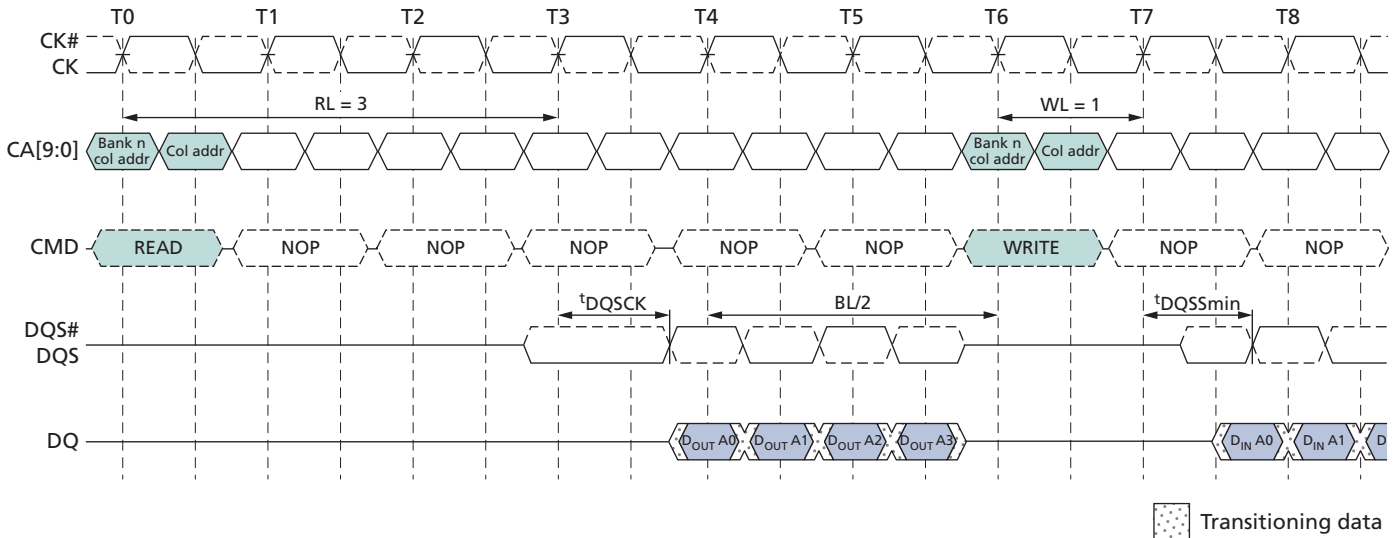 T0 T1 T2 T3 T4 T5 T6 T7 T8
CK#
CK
RL = 3 WL = 1
CA[9:0] Bank n col addr Col addr Bank n col addr Col addr
CMD READ NOP NOP NOP NOP NOP WRITE NOP NOP
tDQSCK BL/2 tDQSSmin
DQS#
DQS
DQ DOUT A0 DOUT A1 DOUT A2 DOUT A3 DIN A0 DIN A1 D
Transitioning data